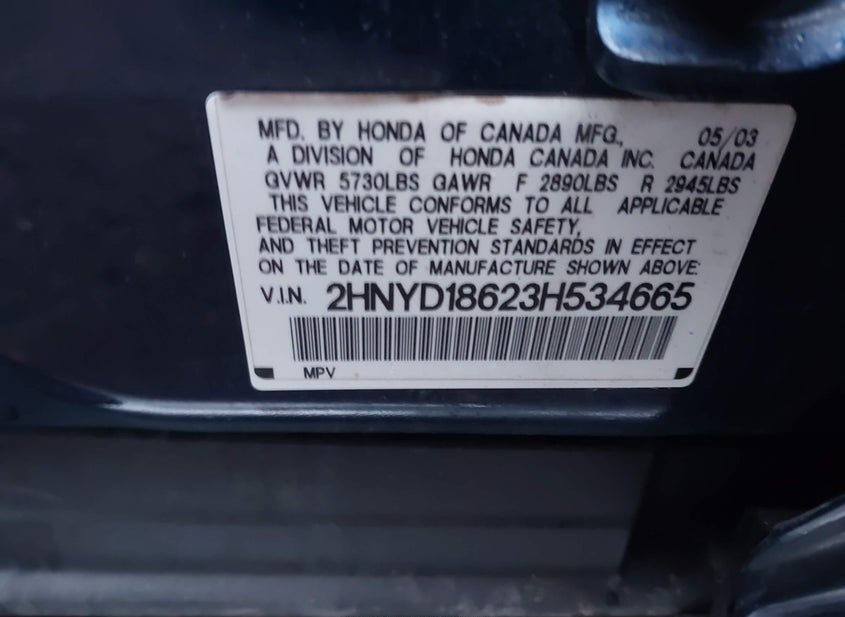 MFD. BY HONDA OF CANADA MFG., 05/03
A DIVISION OF HONDA CANADA INC. CANADA
GVWR 5730LBS GAWR F 2890LBS R 2945LBS
THIS VEHICLE CONFORMS TO ALL APPLICABLE
FEDERAL MOTOR VEHICLE SAFETY,
AND THEFT PREVENTION STANDARDS IN EFFECT
ON THE DATE OF MANUFACTURE SHOWN ABOVE:
V.I.N. 2HNYD18623H534665
MPV